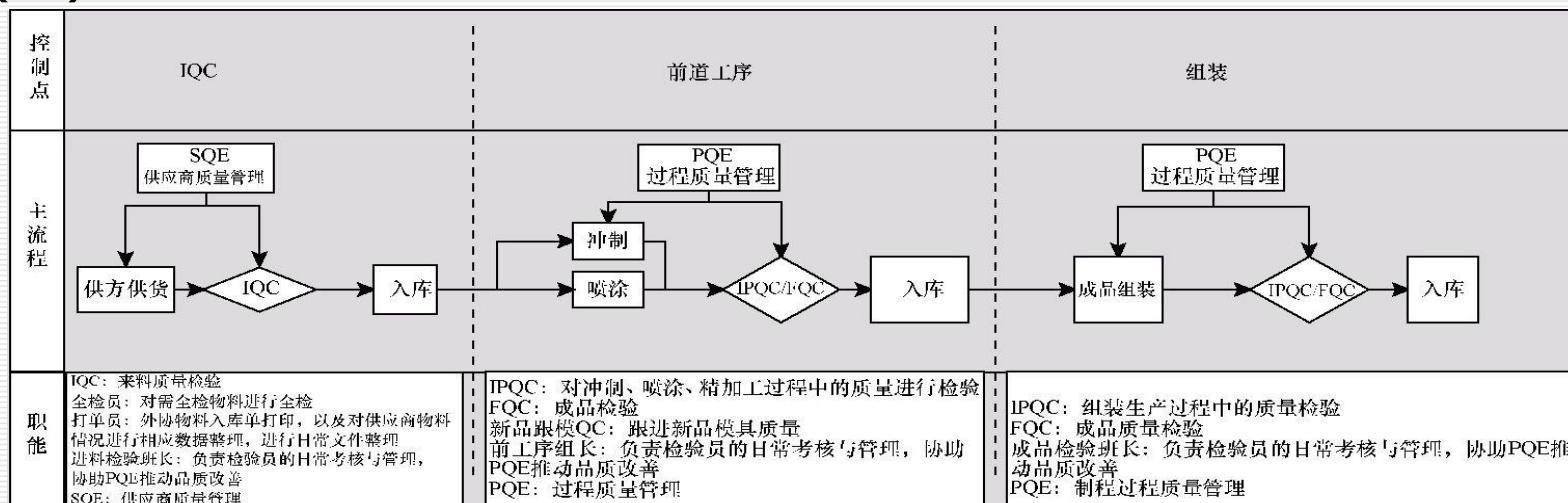 控制点
IQC
前道工序
组装
主流程
SQE
供应商质量管理
供方供货
IQC
入库
PQE
过程质量管理
冲制
喷涂
IPQC/FQC
入库
PQE
过程质量管理
成品组装
IPQC/FQC
入库
职能
IQC：来料质量检验
全检员：对需全检物料进行全检
打单员：外协物料入库单打印，以及对供应商物料
情况进行相应数据整理，进行日常文件整理
进料检验班长：负责检验员的日常考核与管理，
协助PQE推动品质改善
SQE：供应商质量管理
IPQC：对冲制、喷涂、精加工过程中的质量进行检验
FQC：成品检验
新品跟模QC：跟进新品模具质量
前工序组长：负责检验员的日常考核与管理，协助
PQE推动品质改善
PQE：过程质量管理
IPQC：组装生产过程中的质量检验
FQC：成品质量检验
成品检验班长：负责检验员的日常考核与管理，协助PQE推
动品质改善
PQE：制程过程质量管理